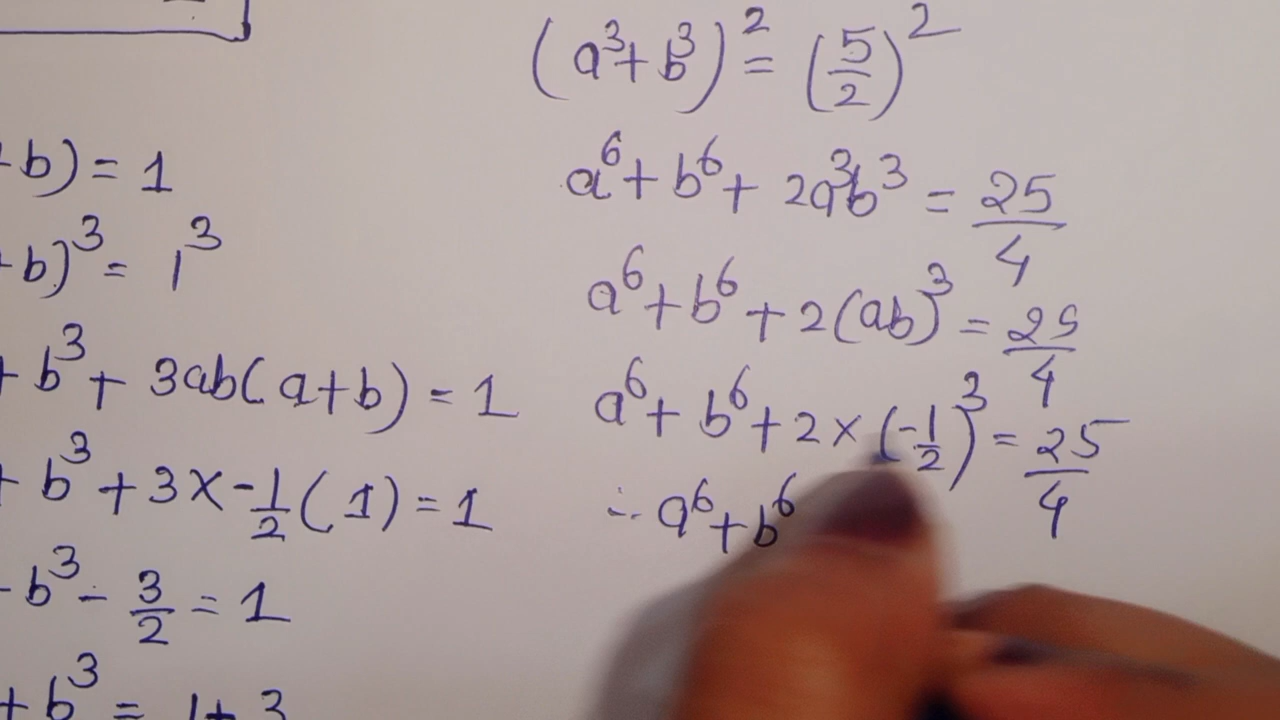 +b) = 1
+b)³ = 1³
+ b³ + 3ab(a+b) = 1
+ b³ + 3 × -1/2 (1) = 1
- b³ - 3/2 = 1
+ b³ = 1 + 3
(a³+b³)² = (5/2)²
a⁶ + b⁶ + 2a³b³ = 25/4
a⁶ + b⁶ + 2(ab)³ = 25/4
a⁶ + b⁶ + 2 × (-1/2)³ = 25/4
∴ a⁶ + b⁶